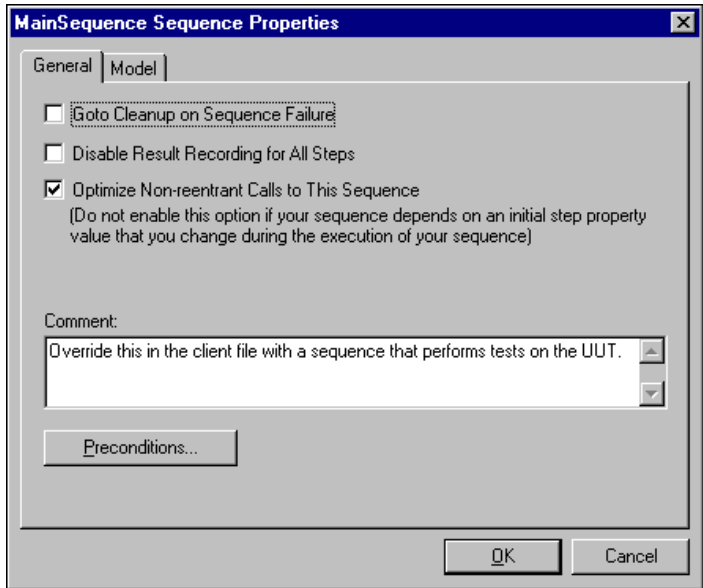 MainSequence Sequence Properties
General
Model
Goto Cleanup on Sequence Failure
Disable Result Recording for All Steps
Optimize Non-reentrant Calls to This Sequence
(Do not enable this option if your sequence depends on an initial step property
value that you change during the execution of your sequence)
Comment:
Override this in the client file with a sequence that performs tests on the UUT.
Preconditions...
OK
Cancel